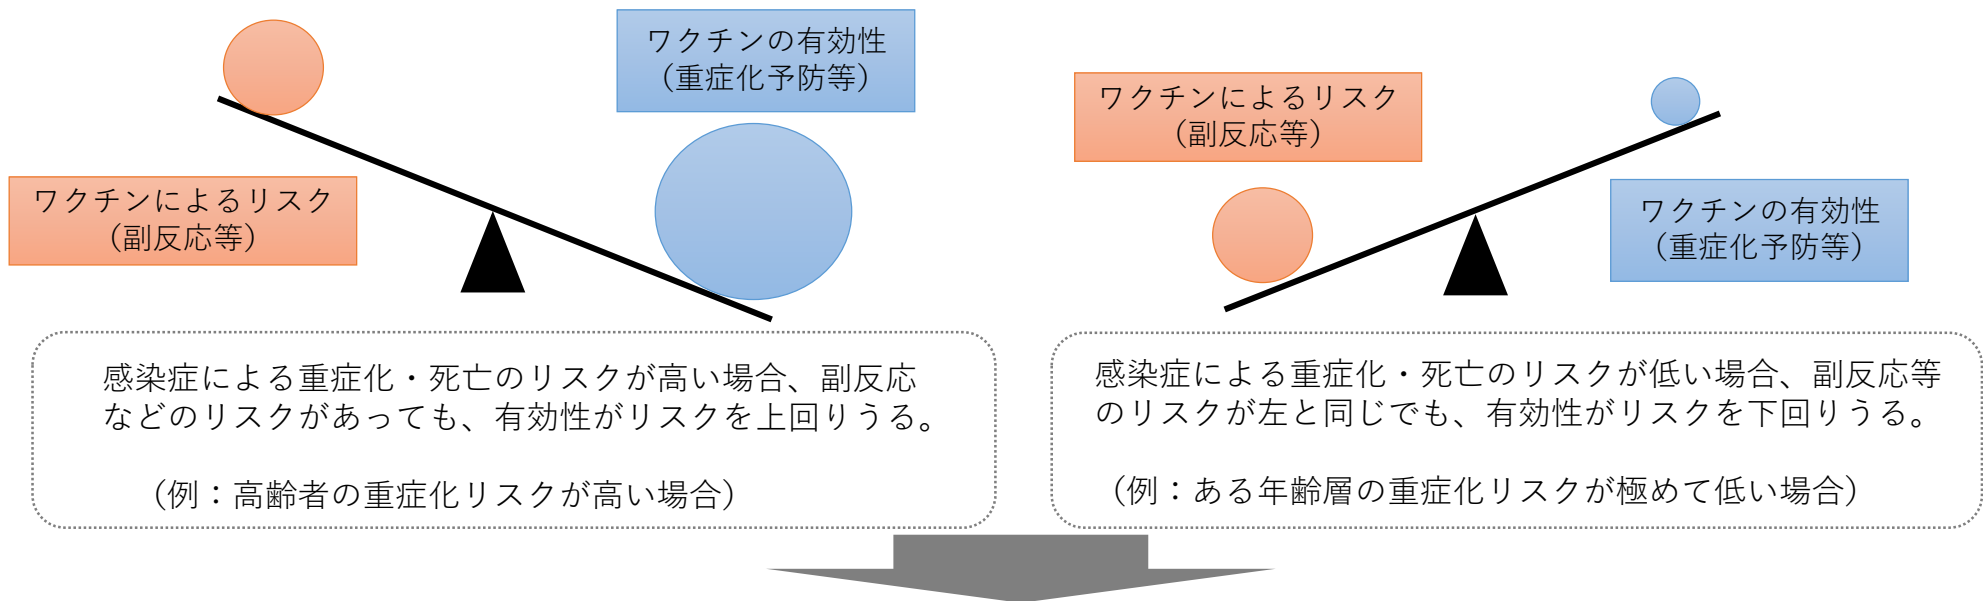 ワクチンの有効性
（重症化予防等）
ワクチンによるリスク
（副反応等）
感染症による重症化・死亡のリスクが高い場合、副反応
などのリスクがあっても、有効性がリスクを上回りうる。
（例：高齢者の重症化リスクが高い場合）
ワクチンによるリスク
（副反応等）
ワクチンの有効性
（重症化予防等）
感染症による重症化・死亡のリスクが低い場合、副反応等
のリスクが左と同じでも、有効性がリスクを下回りうる。
（例：ある年齢層の重症化リスクが極めて低い場合）